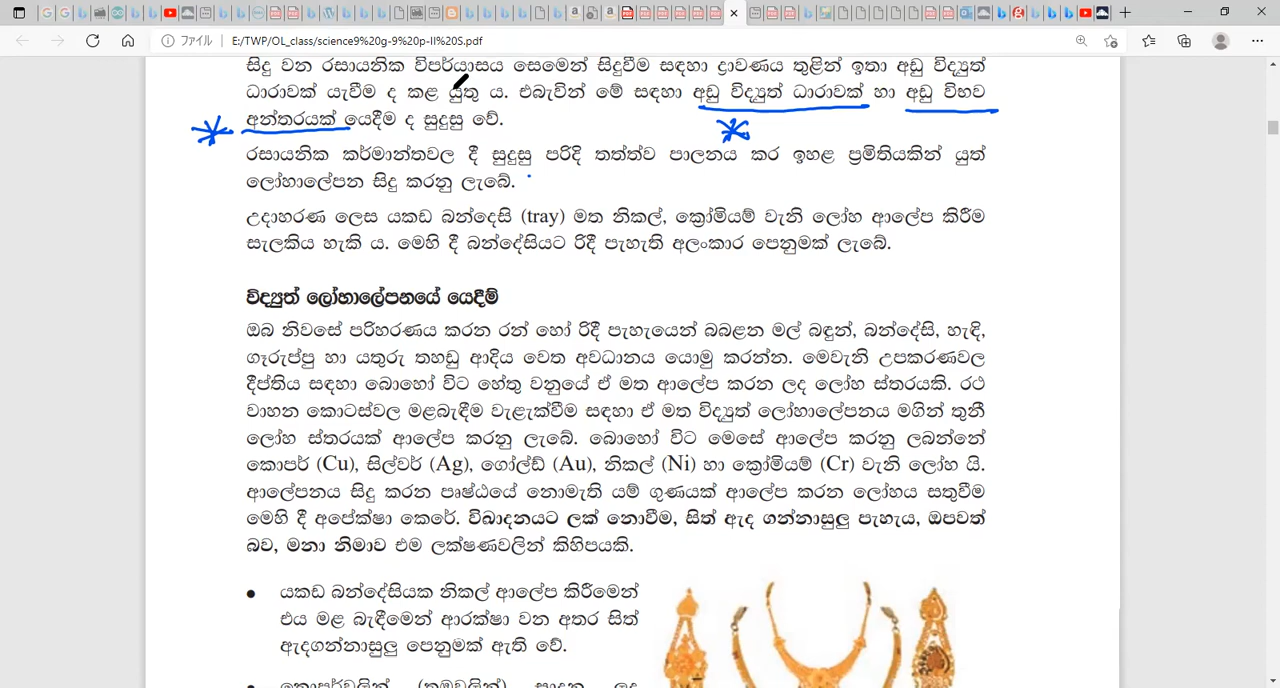 ファイル
E:/TWP/OL_class/science9%20g-9%20p-II%20S.pdf
සිදු වන රසායනික විපර්යාසය සෙමෙන් සිදුවීම සඳහා ද්‍රාවණය තුළින් ඉතා අඩු විද්‍යුත්
ධාරාවක් යැවීම ද කළ යුතු ය. එබැවින් මේ සඳහා අඩු විද්‍යුත් ධාරාවක් හා අඩු විභව
අන්තරයක් යෙදීම ද සුදුසු වේ.
රසායනික කර්මාන්තවල දී සුදුසු පරිදි තත්ත්ව පාලනය කර ඉහළ ප්‍රමිතියකින් යුත්
ලෝහාලේපන සිදු කරනු ලැබේ.
උදාහරණ ලෙස යකඩ බන්දෙසි (tray) මත නිකල්, ක්‍රෝමියම් වැනි ලෝහ ආලේප කිරීම
සැලකිය හැකි ය. මෙහි දී බන්දේසියට රිදී පැහැති අලංකාර පෙනුමක් ලැබේ.
විද්‍යුත් ලෝහාලේපනයේ යෙදීම්
ඔබ නිවසේ පරිහරණය කරන රන් හෝ රිදී පැහැයෙන් බබළන මල් බඳුන්, බන්දේසි, හැඳි,
ගෑරුප්පු හා යතුරු තහඩු ආදිය වෙත අවධානය යොමු කරන්න. මෙවැනි උපකරණවල
දීප්තිය සඳහා බොහෝ විට හේතු වනුයේ ඒ මත ආලේප කරන ලද ලෝහ ස්තරයකි. රථ
වාහන කොටස්වල මළබැඳීම වැළැක්වීම සඳහා ඒ මත විද්‍යුත් ලෝහාලේපනය මගින් තුනී
ලෝහ ස්තරයක් ආලේප කරනු ලැබේ. බොහෝ විට මෙසේ ආලේප කරනු ලබන්නේ
කොපර් (Cu), සිල්වර් (Ag), ගෝල්ඩ් (Au), නිකල් (Ni) හා ක්‍රෝමියම් (Cr) වැනි ලෝහ යි.
ආලේපනය සිදු කරන පෘෂ්ඨයේ නොමැති යම් ගුණයක් ආලේප කරන ලෝහය සතුවීම
මෙහි දී අපේක්ෂා කෙරේ. විඛාදනයට ලක් නොවීම, සිත් ඇද ගන්නාසුලු පැහැය, ඔපවත්
බව, මනා නිමාව එම ලක්ෂණවලින් කිහිපයකි.
• යකඩ බන්දේසියක නිකල් ආලේප කිරීමෙන්
එය මළ බැඳීමෙන් ආරක්ෂා වන අතර සිත්
ඇදගන්නාසුලු පෙනුමක් ඇති වේ.